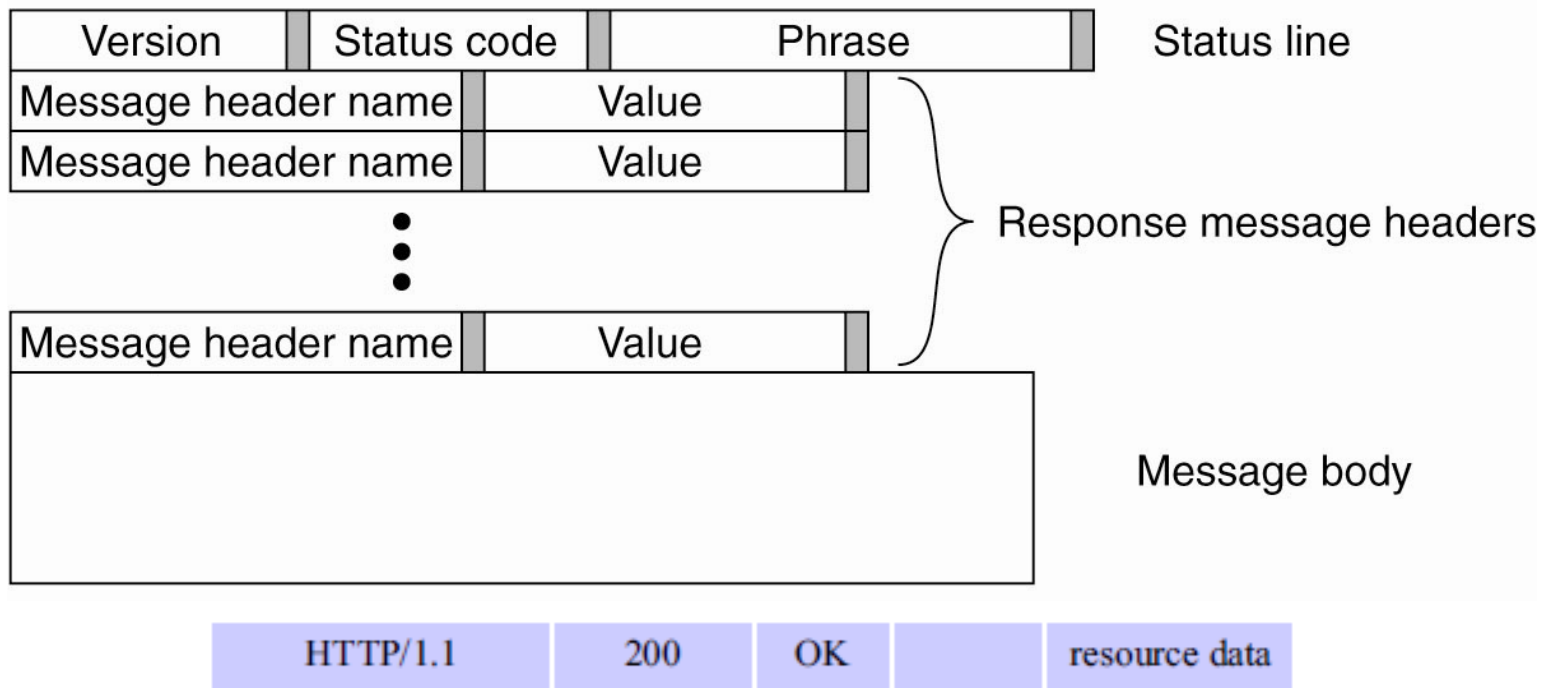 Version Status code Phrase Status line
Message header name Value
Message header name Value
Response message headers
Message header name Value
Message body
HTTP/1.1 200 OK resource data